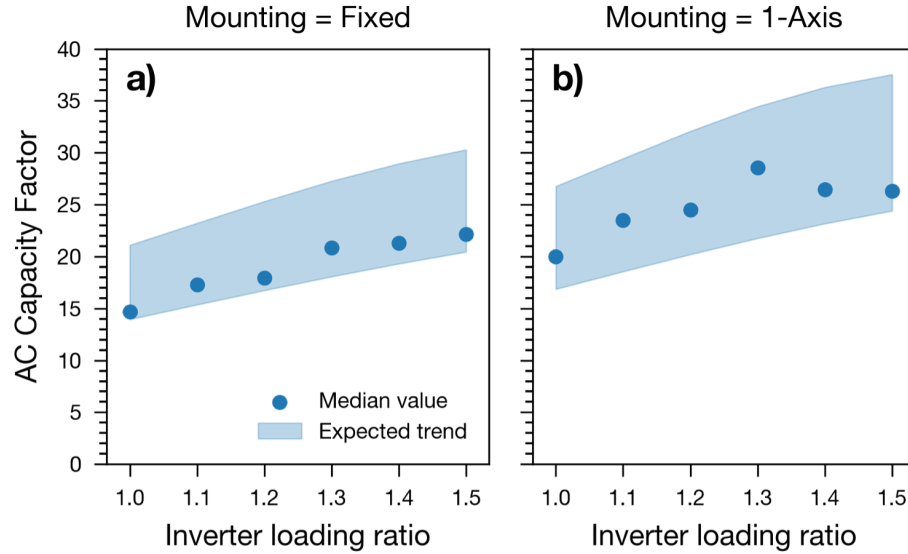 Mounting = Fixed
Mounting = 1-Axis
a)
b)
AC Capacity Factor
40
35
30
25
20
15
10
5
0
Median value
Expected trend
1.0 1.1 1.2 1.3 1.4 1.5
1.0 1.1 1.2 1.3 1.4 1.5
Inverter loading ratio
Inverter loading ratio